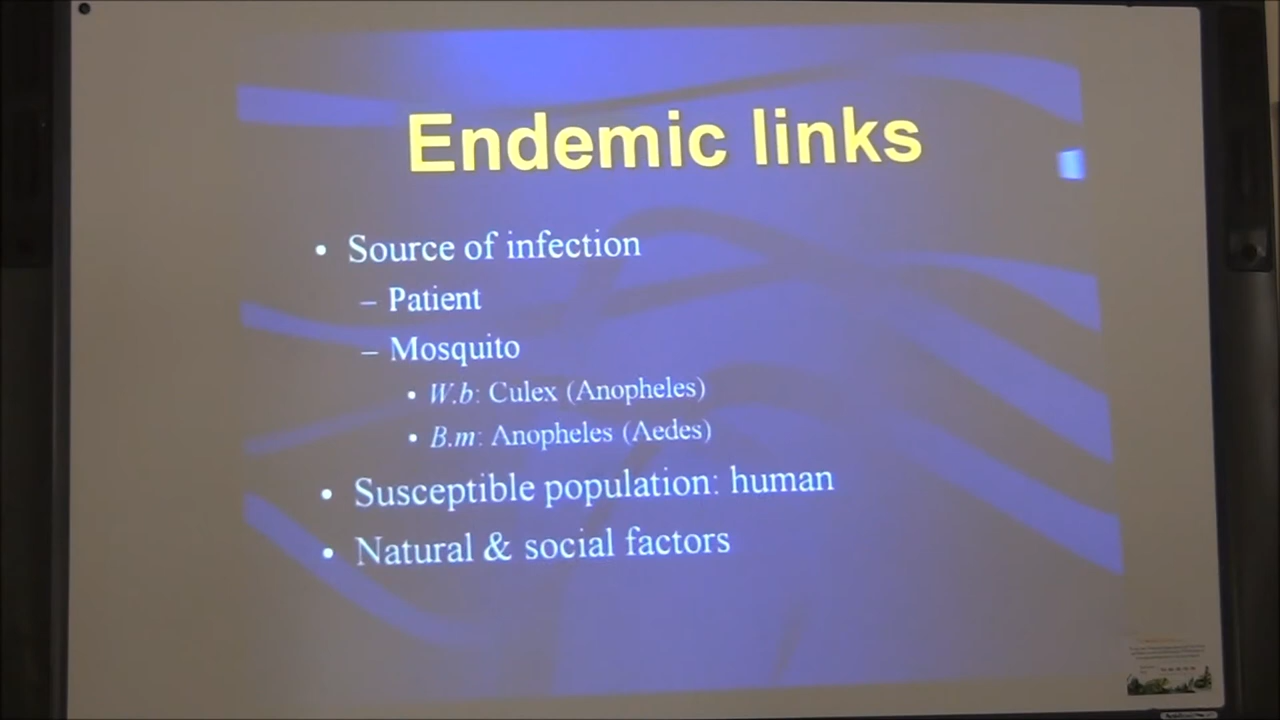 Endemic links
• Source of infection
– Patient
– Mosquito
• W.b: Culex (Anopheles)
• B.m: Anopheles (Aedes)
• Susceptible population: human
• Natural & social factors